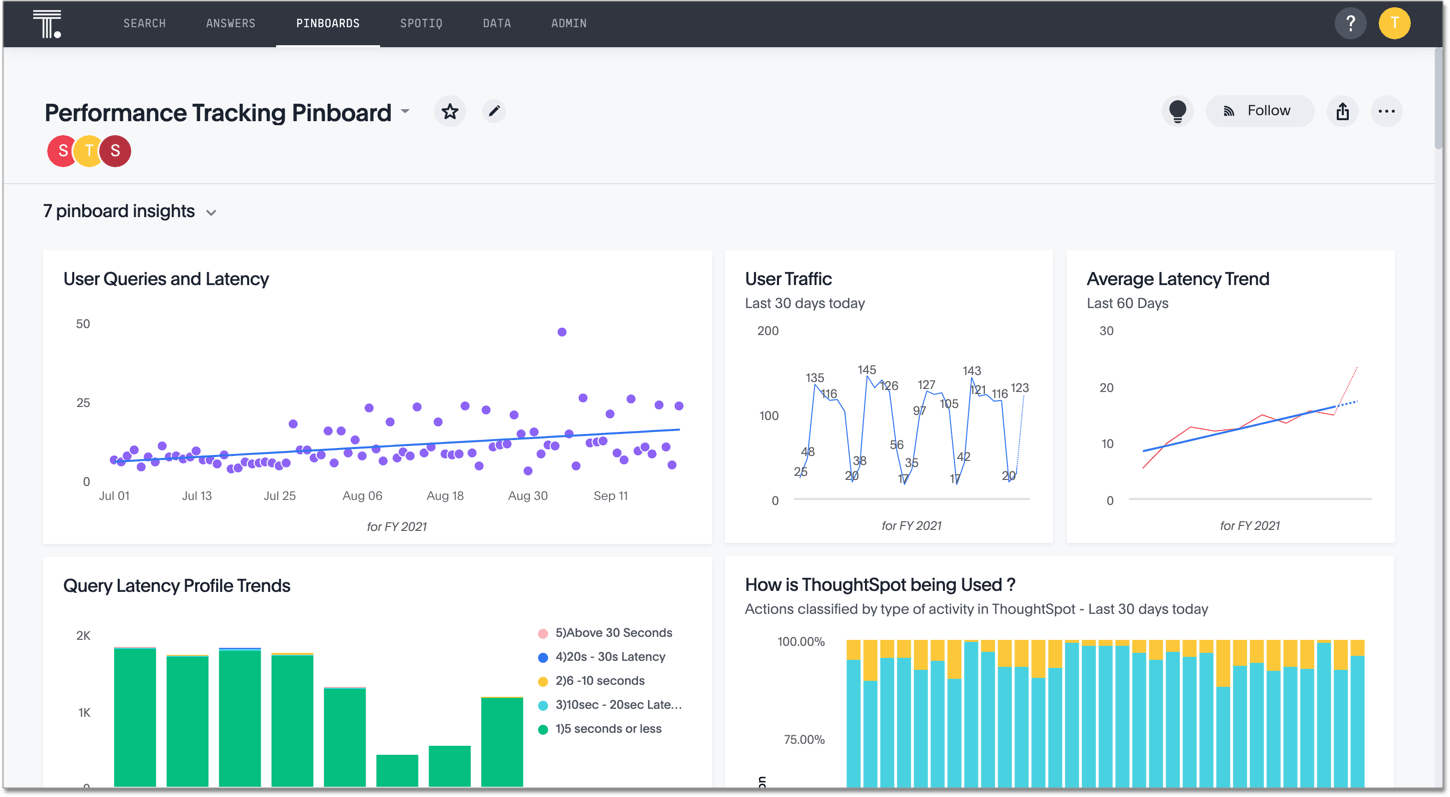 T.
SEARCH ANSWERS PINBOARDS SPOTIQ DATA ADMIN ? T
Performance Tracking Pinboard
Follow
S T S
7 pinboard insights
User Queries and Latency
50
25
0
Jul 01 Jul 13 Jul 25 Aug 06 Aug 18 Aug 30 Sep 11
for FY 2021
User Traffic
Last 30 days today
200
100
0
25 48 135 116 20 38 145 126 56 17 35 97 127 105 17 42 143 121 116 20 123
for FY 2021
Average Latency Trend
Last 60 Days
30
20
10
0
for FY 2021
Query Latency Profile Trends
2K
1K
0
5)Above 30 Seconds
4)20s - 30s Latency
2)6 -10 seconds
3)10sec - 20sec Late...
1)5 seconds or less
How is ThoughtSpot being Used ?
Actions classified by type of activity in ThoughtSpot - Last 30 days today
100.00%
75.00%
on